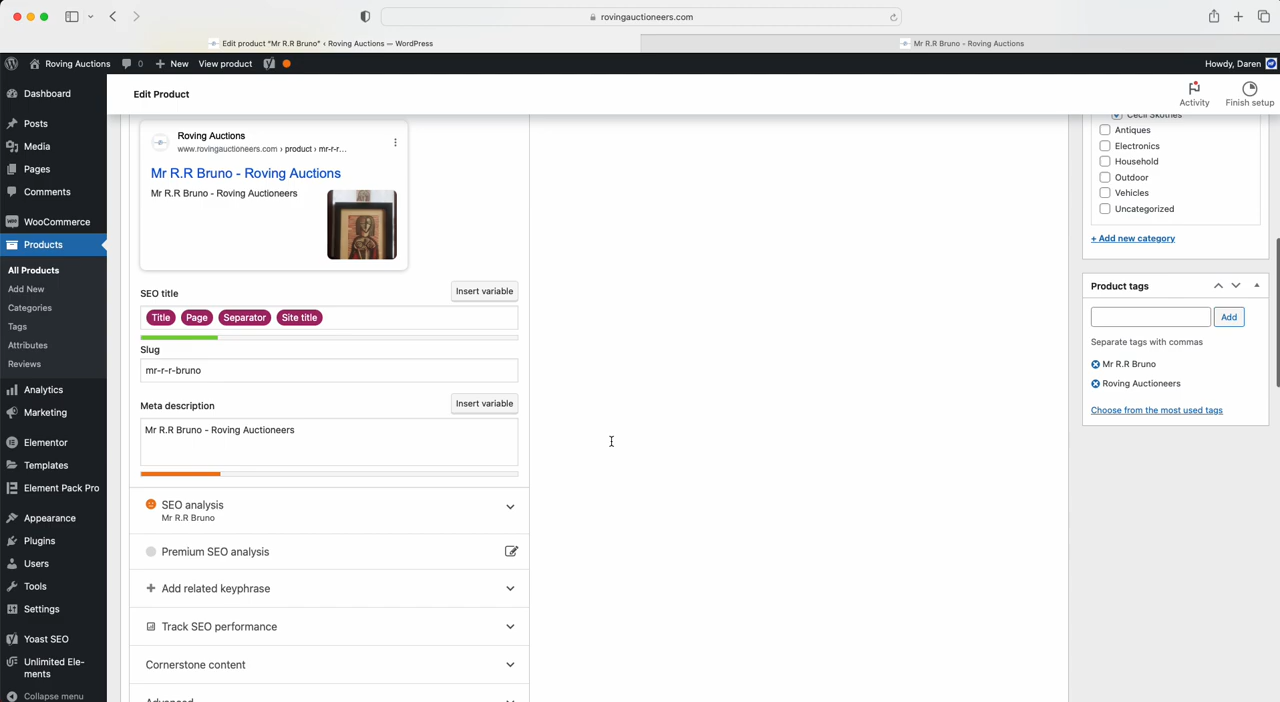 rovingauctioneers.com
Edit product "Mr R.R Bruno" ‹ Roving Auctions — WordPress
Mr R.R Bruno - Roving Auctions
Roving Auctions
0
New
View product
Howdy, Daren
Dashboard
Posts
Media
Pages
Comments
WooCommerce
Products
All Products
Add New
Categories
Tags
Attributes
Reviews
Analytics
Marketing
Elementor
Templates
Element Pack Pro
Appearance
Plugins
Users
Tools
Settings
Yoast SEO
Unlimited Ele-
ments
Collapse menu
Edit Product
Activity
Finish setup
Roving Auctions
www.rovingauctioneers.com › product › mr-r-r...
Mr R.R Bruno - Roving Auctions
Mr R.R Bruno - Roving Auctioneers
SEO title
Insert variable
Title
Page
Separator
Site title
Slug
mr-r-r-bruno
Meta description
Insert variable
Mr R.R Bruno - Roving Auctioneers
SEO analysis
Mr R.R Bruno
Premium SEO analysis
Add related keyphrase
Track SEO performance
Cornerstone content
Advanced
Cecil Skotnes
Antiques
Electronics
Household
Outdoor
Vehicles
Uncategorized
+ Add new category
Product tags
Add
Separate tags with commas
Mr R.R Bruno
Roving Auctioneers
Choose from the most used tags